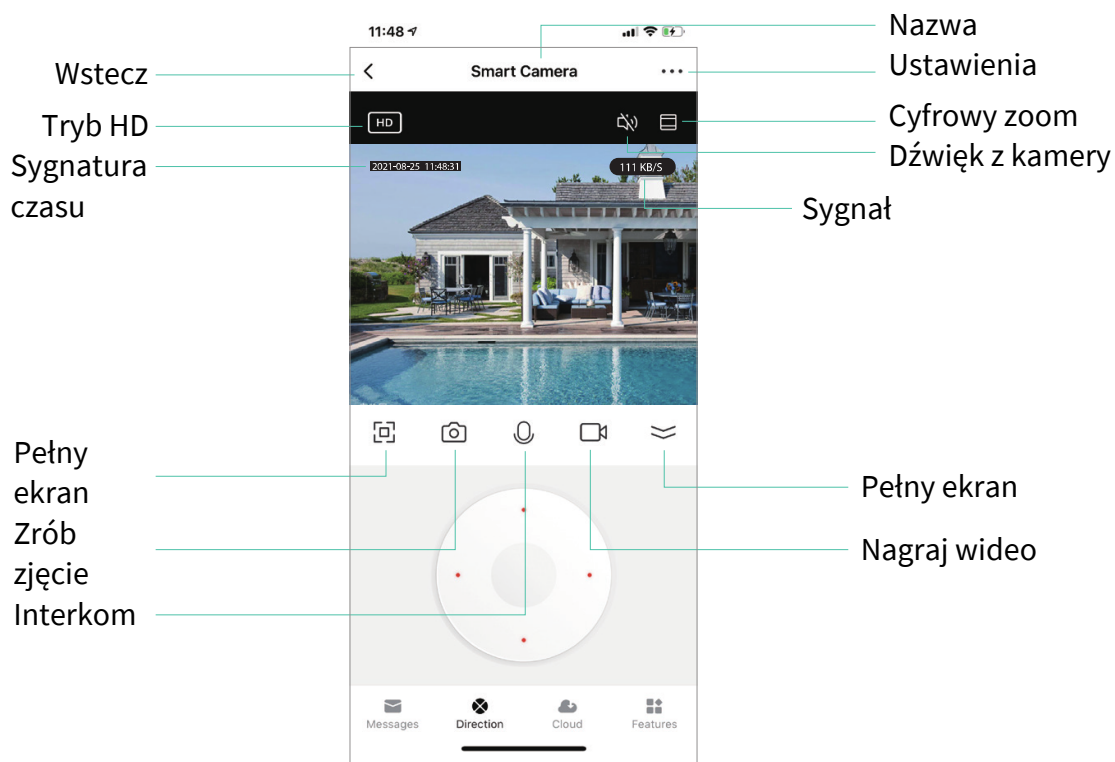 Nazwa
11:48
Wstecz
Smart Camera
Ustawienia
Tryb HD
HD
Cyfrowy zoom
Dźwięk z kamery
Sygnatura
czasu
2021-08-25 11:48:31
111 KB/S
Sygnał
Pełny
ekran
Zrób
zjęcie
Interkom
Pełny ekran
Nagraj wideo
Messages
Direction
Cloud
Features